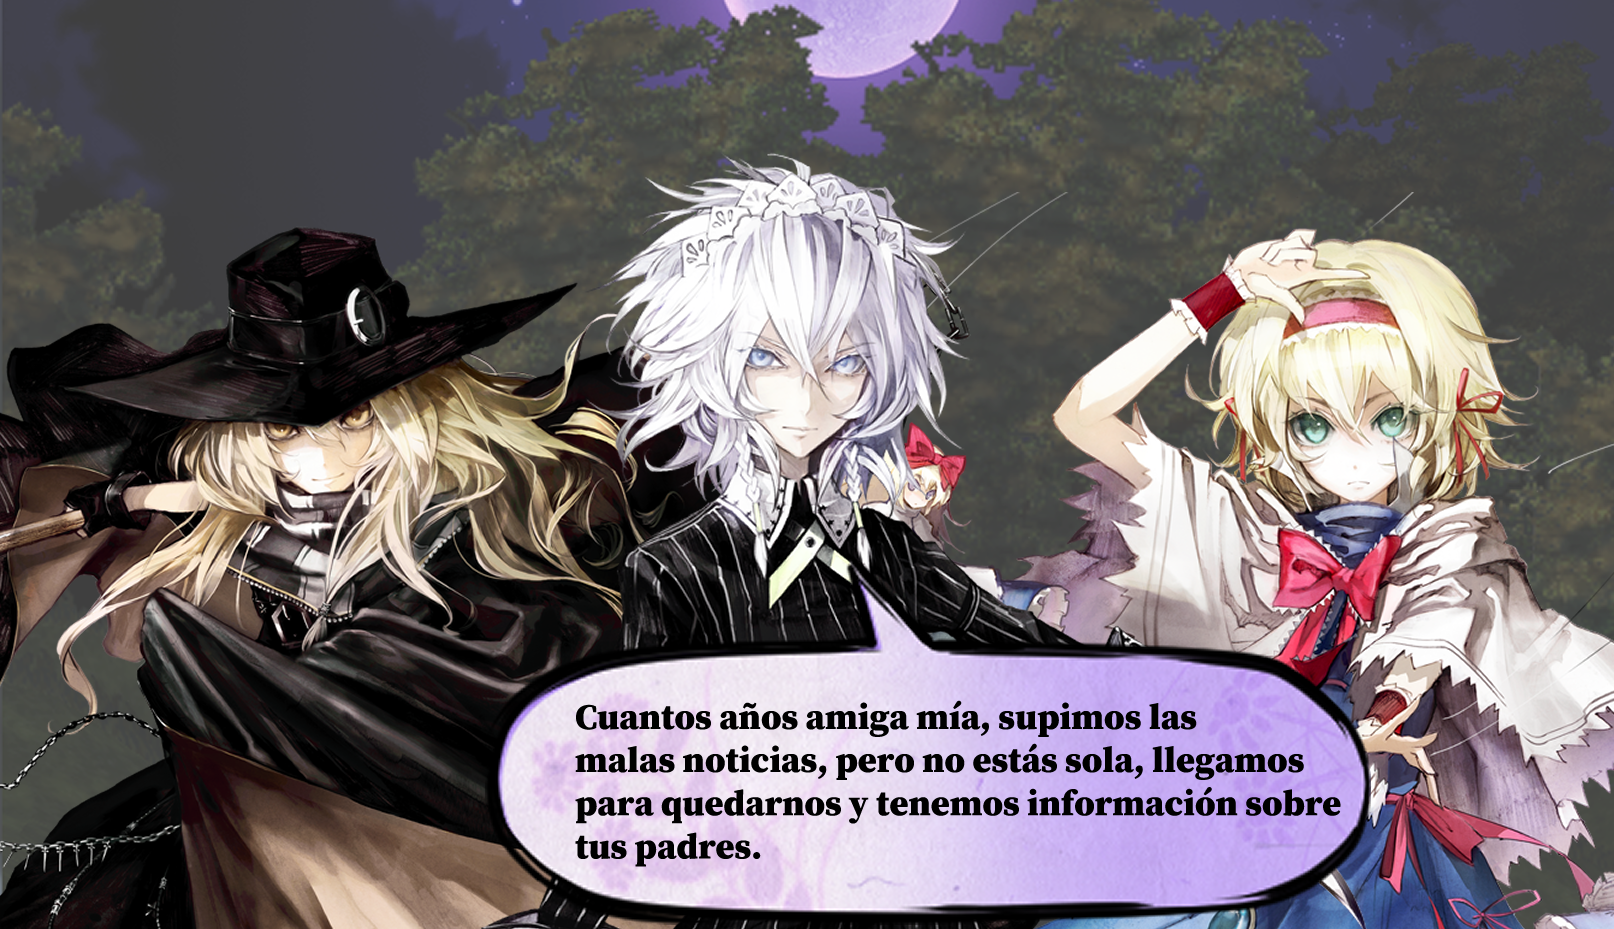 Cuantos años amiga mía, supimos las
malas noticias, pero no estás sola, llegamos
para quedarnos y tenemos información sobre
tus padres.